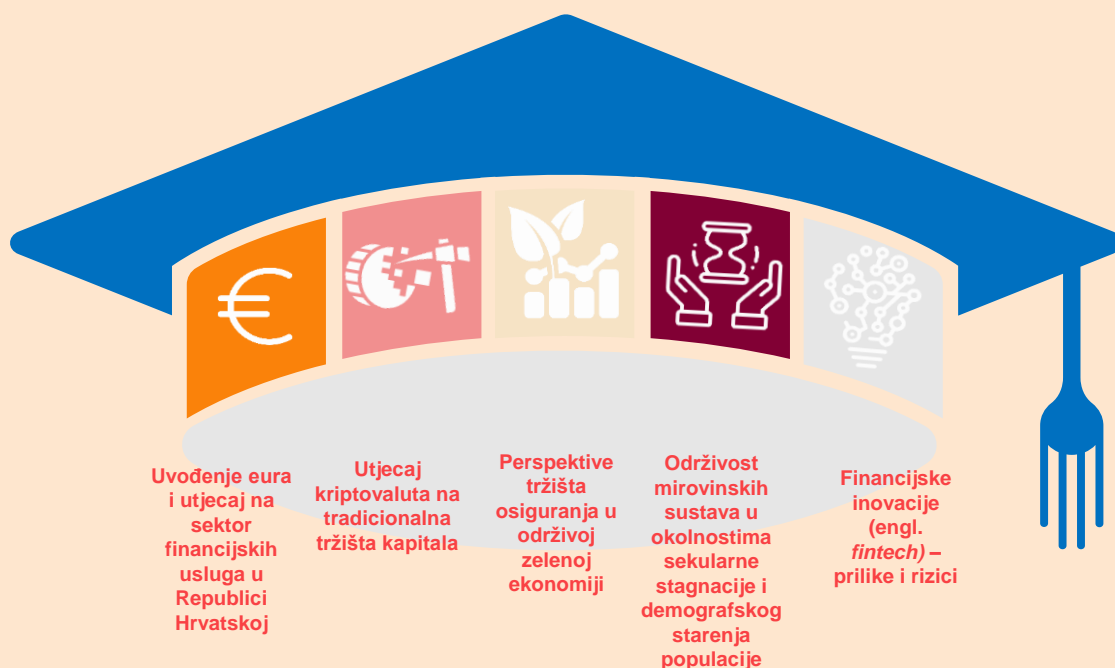 Uvođenje eura
i utjecaj na
sektor
financijskih
usluga u
Republici
Hrvatskoj
Utjecaj
kriptovaluta na
tradicionalna
tržišta kapitala
Perspektive
tržišta
osiguranja u
održivoj
zelenoj
ekonomiji
Održivost
mirovinskih
sustava u
okolnostima
sekularne
stagnacije i
demografskog
starenja
populacije
Financijske
inovacije
(engl.
fintech) –
prilike i rizici